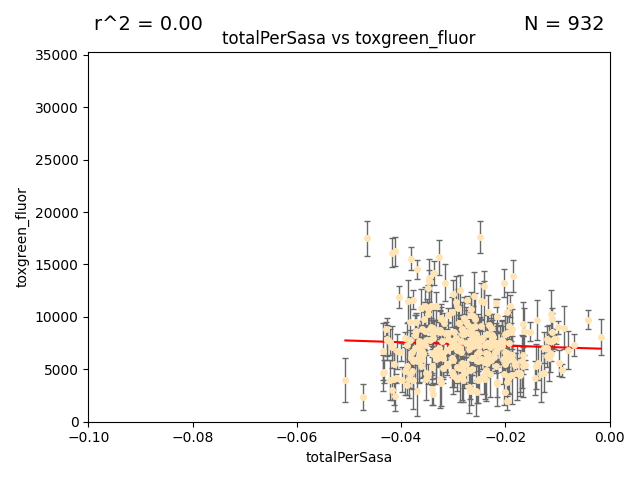 r^2 = 0.00
N = 932
totalPerSasa vs toxgreen_fluor
35000
30000
25000
20000
15000
10000
5000
0
toxgreen_fluor
−0.10
−0.08
−0.06
−0.04
−0.02
0.00
totalPerSasa